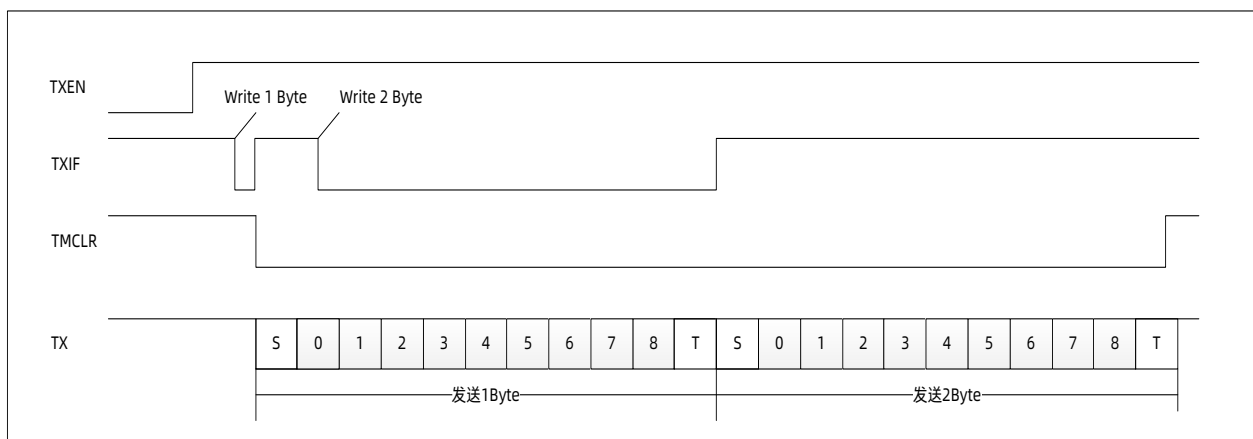 TXEN
Write 1 Byte Write 2 Byte
TXIF
TMCLR
TX S 0 1 2 3 4 5 6 7 8 T S 0 1 2 3 4 5 6 7 8 T
发送1Byte 发送2Byte